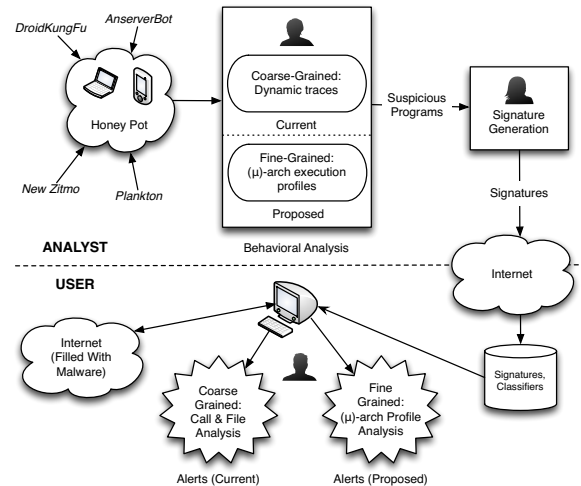 DroidKungFu
AnserverBot
Honey Pot
New Zitmo
Plankton
Coarse-Grained:
Dynamic traces
Current
Fine-Grained:
(μ)-arch execution
profiles
Proposed
Behavioral Analysis
Suspicious
Programs
Signature
Generation
Signatures
Internet
ANALYST
USER
Internet
(Filled With
Malware)
Coarse
Grained:
Call & File
Analysis
Alerts (Current)
Fine
Grained:
(μ)-arch Profile
Analysis
Alerts (Proposed)
Signatures,
Classifiers